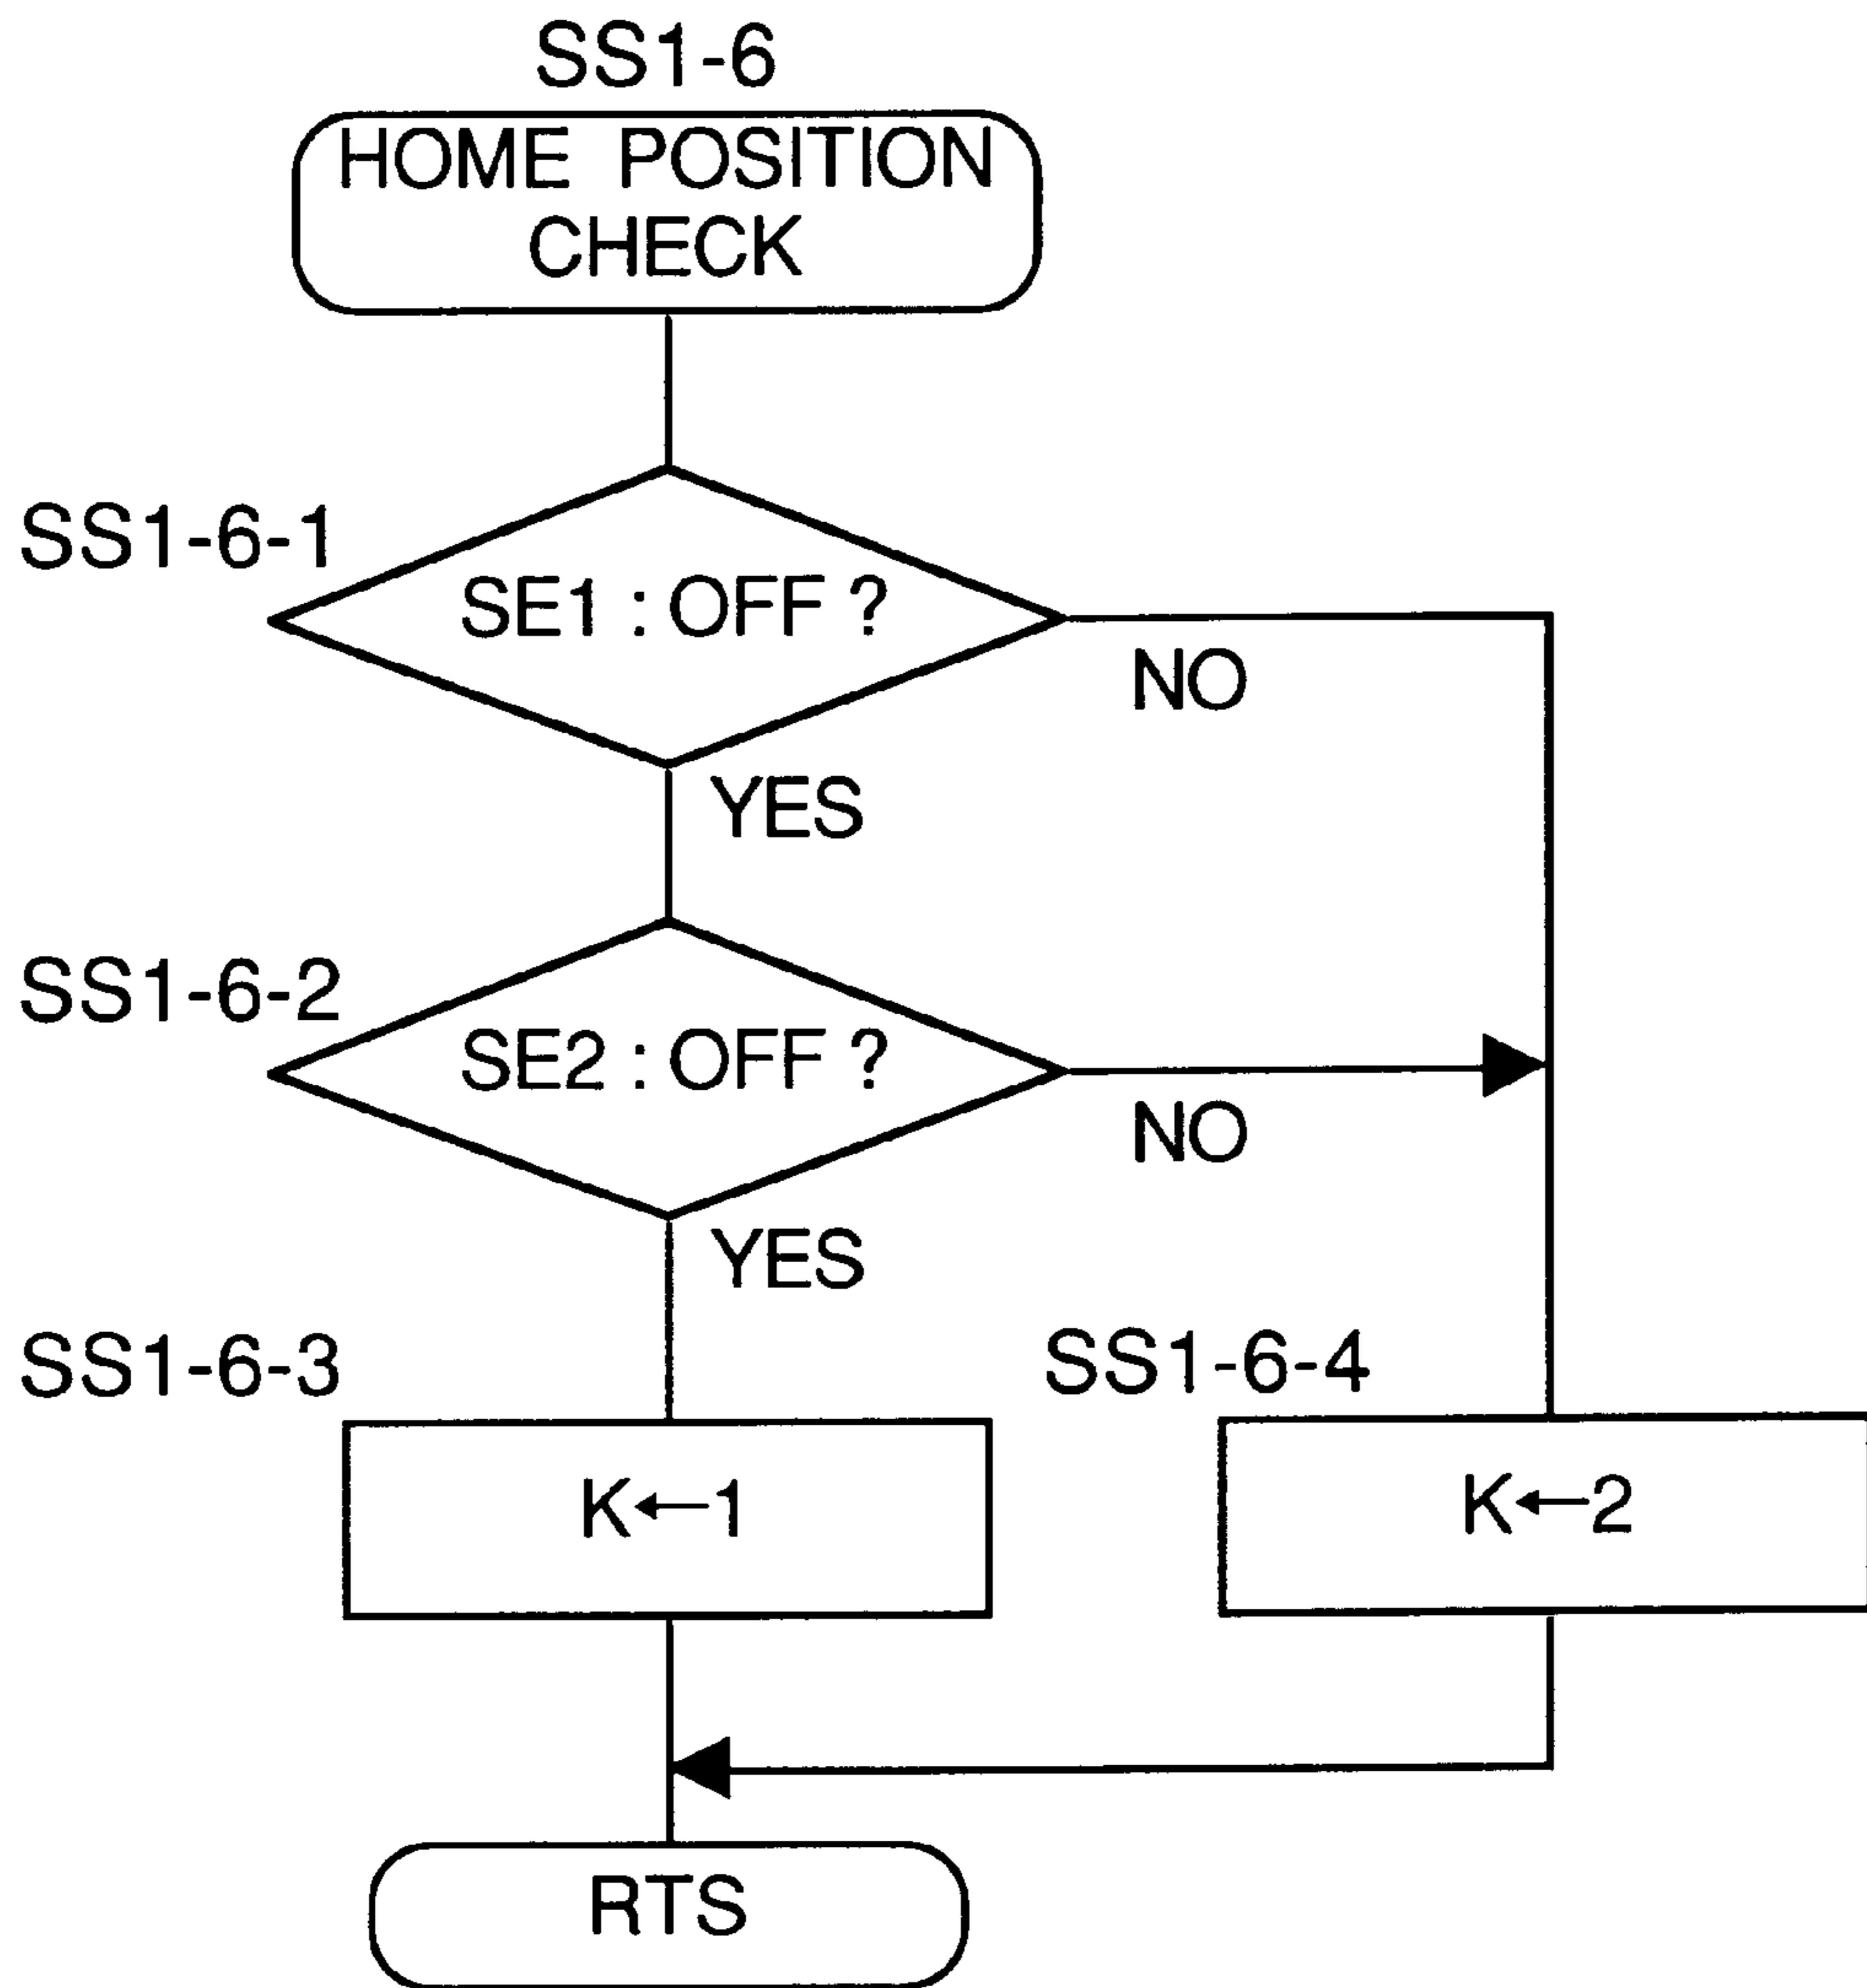 SS1-6
HOME POSITION
CHECK
SS1-6-1
SE1 : OFF ?
NO
YES
SS1-6-2
SE2 : OFF ?
NO
YES
SS1-6-3
SS1-6-4
K←1
K←2
RTS